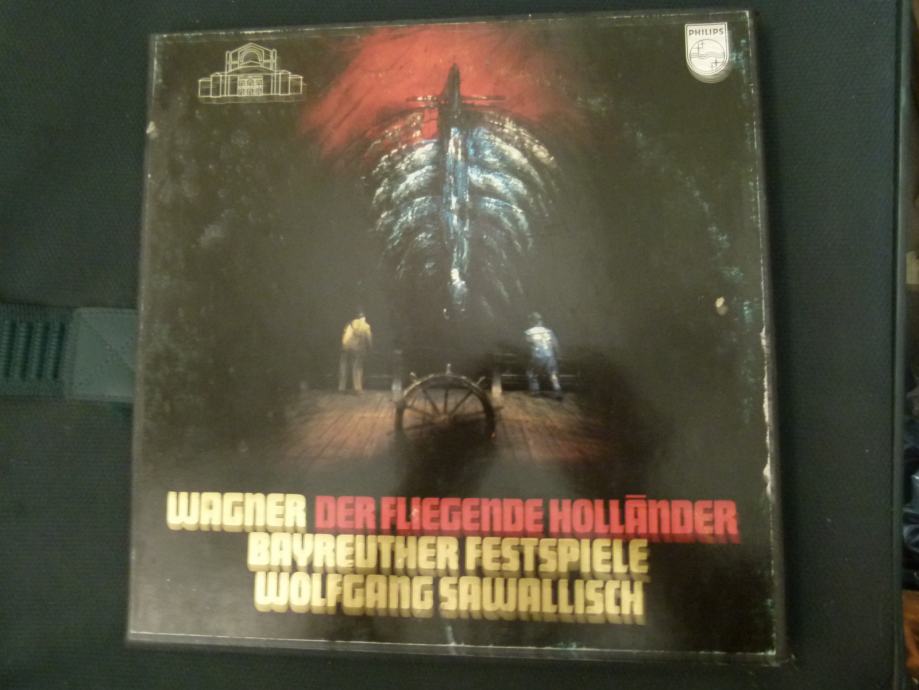 PHILIPS
WAGNER DER FLIEGENDE HOLLÄNDER
BAYREUTHER FESTSPIELE
WOLFGANG SAWALLISCH